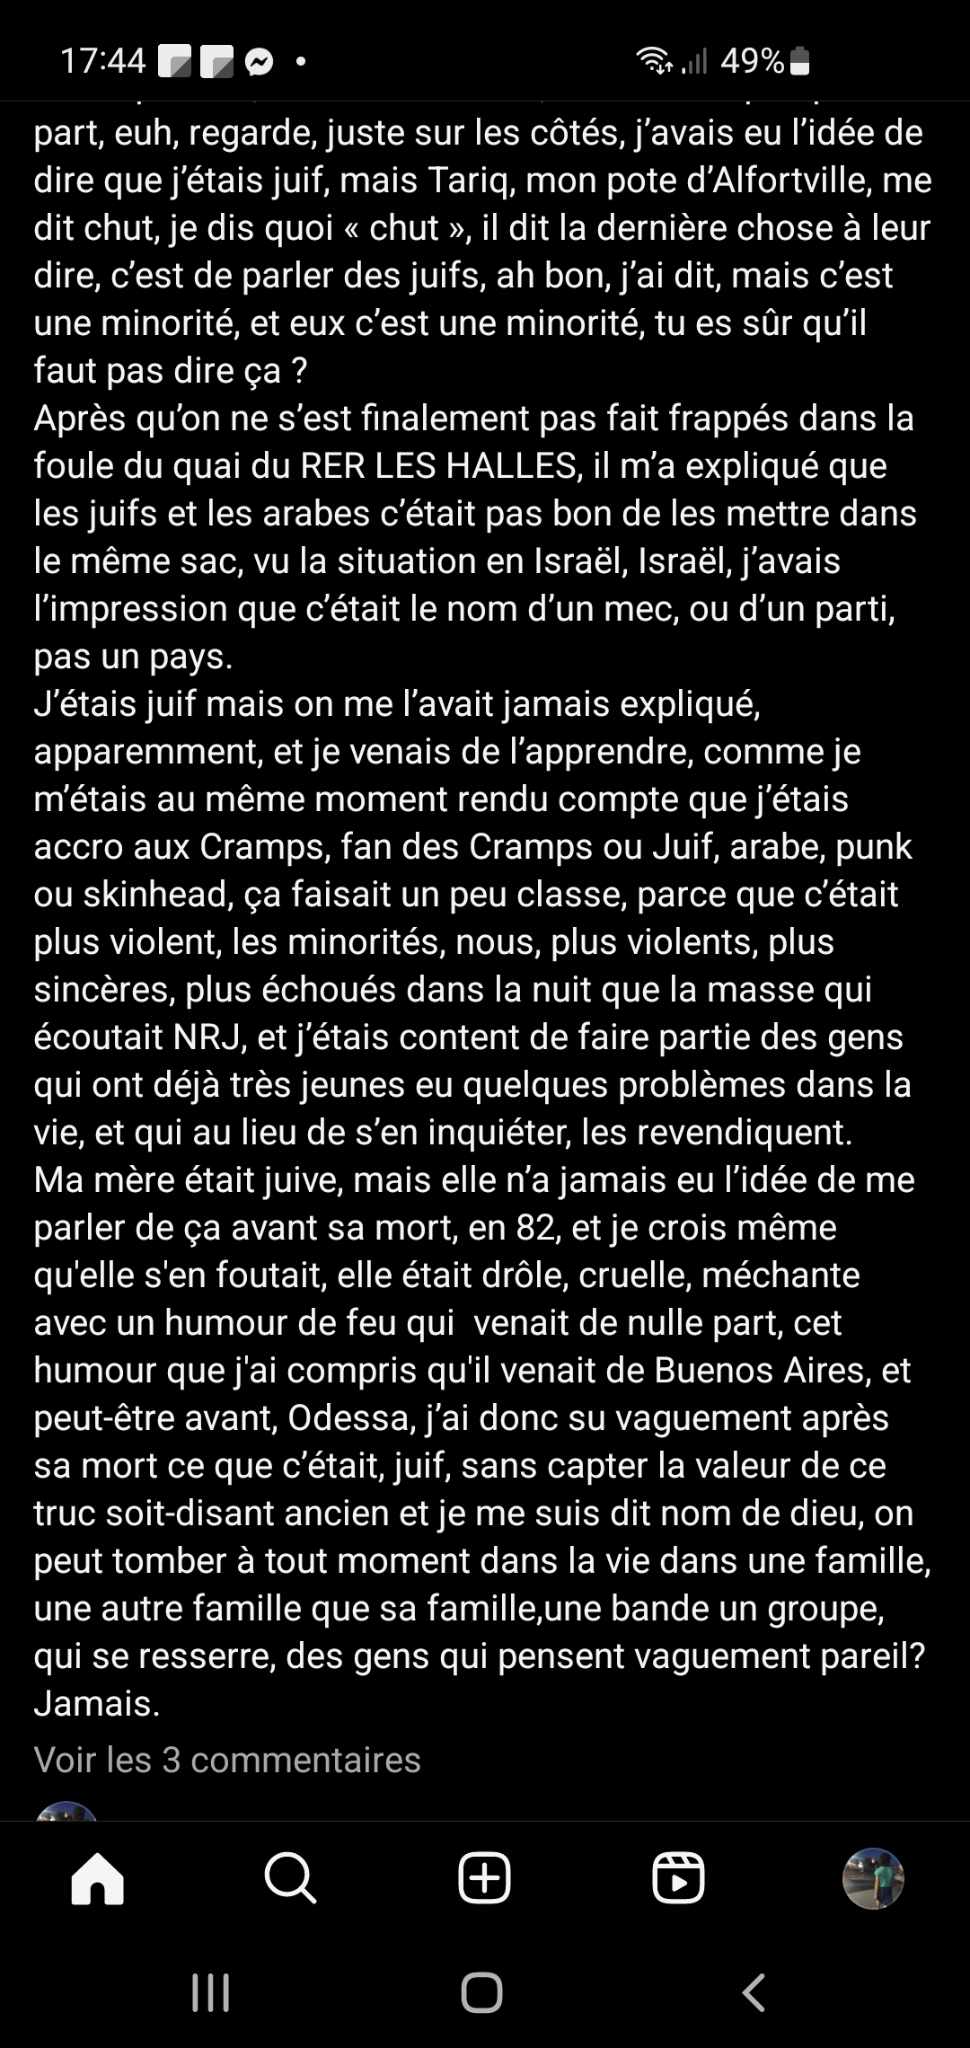 17:44
49%
part, euh, regarde, juste sur les côtés, j’avais eu l’idée de
dire que j’étais juif, mais Tariq, mon pote d’Alfortville, me
dit chut, je dis quoi « chut », il dit la dernière chose à leur
dire, c’est de parler des juifs, ah bon, j’ai dit, mais c’est
une minorité, et eux c’est une minorité, tu es sûr qu’il
faut pas dire ça ?
Après qu’on ne s’est finalement pas fait frappés dans la
foule du quai du RER LES HALLES, il m’a expliqué que
les juifs et les arabes c’était pas bon de les mettre dans
le même sac, vu la situation en Israël, Israël, j’avais
l’impression que c’était le nom d’un mec, ou d’un parti,
pas un pays.
J’étais juif mais on me l’avait jamais expliqué,
apparemment, et je venais de l’apprendre, comme je
m’étais au même moment rendu compte que j’étais
accro aux Cramps, fan des Cramps ou Juif, arabe, punk
ou skinhead, ça faisait un peu classe, parce que c’était
plus violent, les minorités, nous, plus violents, plus
sincères, plus échoués dans la nuit que la masse qui
écoutait NRJ, et j’étais content de faire partie des gens
qui ont déjà très jeunes eu quelques problèmes dans la
vie, et qui au lieu de s’en inquiéter, les revendiquent.
Ma mère était juive, mais elle n’a jamais eu l’idée de me
parler de ça avant sa mort, en 82, et je crois même
qu'elle s'en foutait, elle était drôle, cruelle, méchante
avec un humour de feu qui  venait de nulle part, cet
humour que j'ai compris qu'il venait de Buenos Aires, et
peut-être avant, Odessa, j’ai donc su vaguement après
sa mort ce que c’était, juif, sans capter la valeur de ce
truc soit-disant ancien et je me suis dit nom de dieu, on
peut tomber à tout moment dans la vie dans une famille,
une autre famille que sa famille,une bande un groupe,
qui se resserre, des gens qui pensent vaguement pareil?
Jamais.
Voir les 3 commentaires